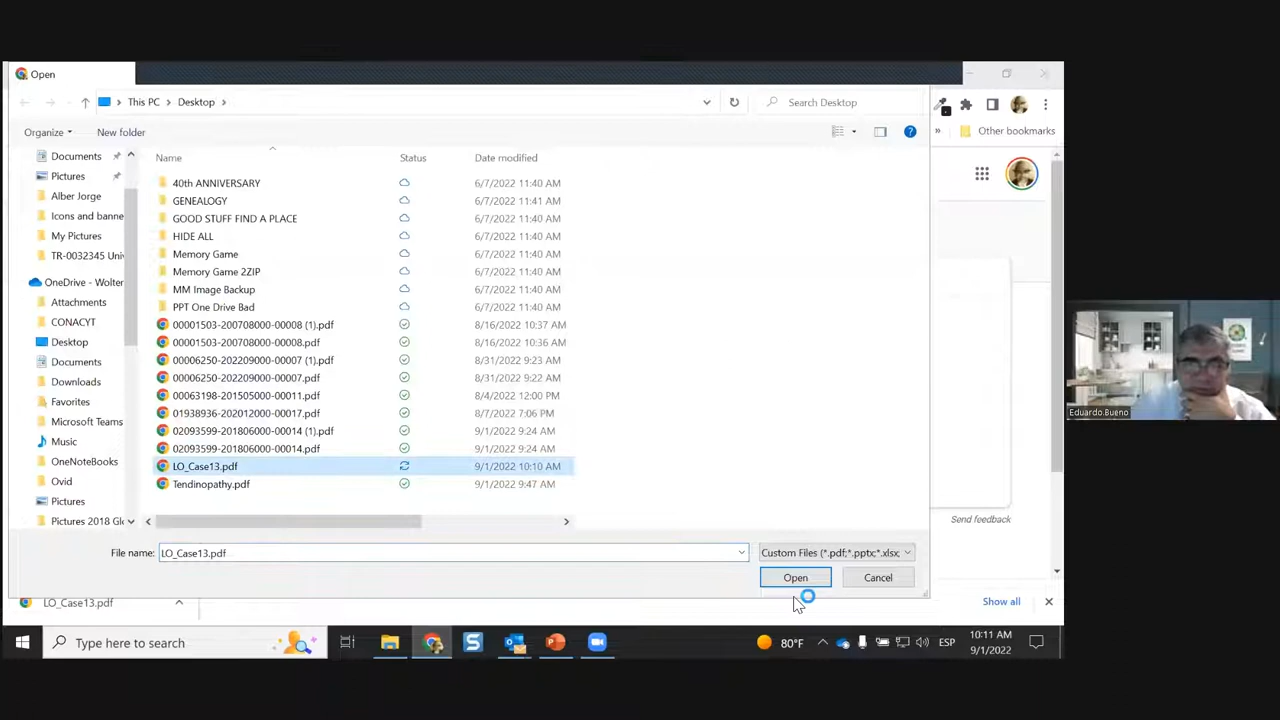 Open
This PC
Desktop
Search Desktop
Organize
New folder
Other bookmarks
Documents
Pictures
Alber Jorge
Icons and banne
My Pictures
TR-0032345 Univ
OneDrive - Wolter
Attachments
CONACYT
Desktop
Documents
Downloads
Favorites
Microsoft Teams
Music
OneNoteBooks
Ovid
Pictures
Pictures 2018 Gl
Name Status Date modified
40th ANNIVERSARY 6/7/2022 11:40 AM
GENEALOGY 6/7/2022 11:41 AM
GOOD STUFF FIND A PLACE 6/7/2022 11:40 AM
HIDE ALL 6/7/2022 11:40 AM
Memory Game 6/7/2022 11:40 AM
Memory Game 2ZIP 6/7/2022 11:40 AM
MM Image Backup 6/7/2022 11:40 AM
PPT One Drive Bad 6/7/2022 11:40 AM
00001503-200708000-00008 (1).pdf 8/16/2022 10:37 AM
00001503-200708000-00008.pdf 8/16/2022 10:36 AM
00006250-202209000-00007 (1).pdf 8/31/2022 9:23 AM
00006250-202209000-00007.pdf 8/31/2022 9:22 AM
00063198-201505000-00011.pdf 8/4/2022 12:00 PM
01938936-202012000-00017.pdf 8/7/2022 7:06 PM
02093599-201806000-00014 (1).pdf 9/1/2022 9:24 AM
02093599-201806000-00014.pdf 9/1/2022 9:24 AM
LO_Case13.pdf 9/1/2022 10:10 AM
Tendinopathy.pdf 9/1/2022 9:47 AM
Send feedback
File name: LO_Case13.pdf
Custom Files (*.pdf;*.pptx;*.xlsx;
Open
Cancel
LO_Case13.pdf
Show all
Type here to search
80°F
ESP
10:11 AM
9/1/2022
Eduardo.Bueno